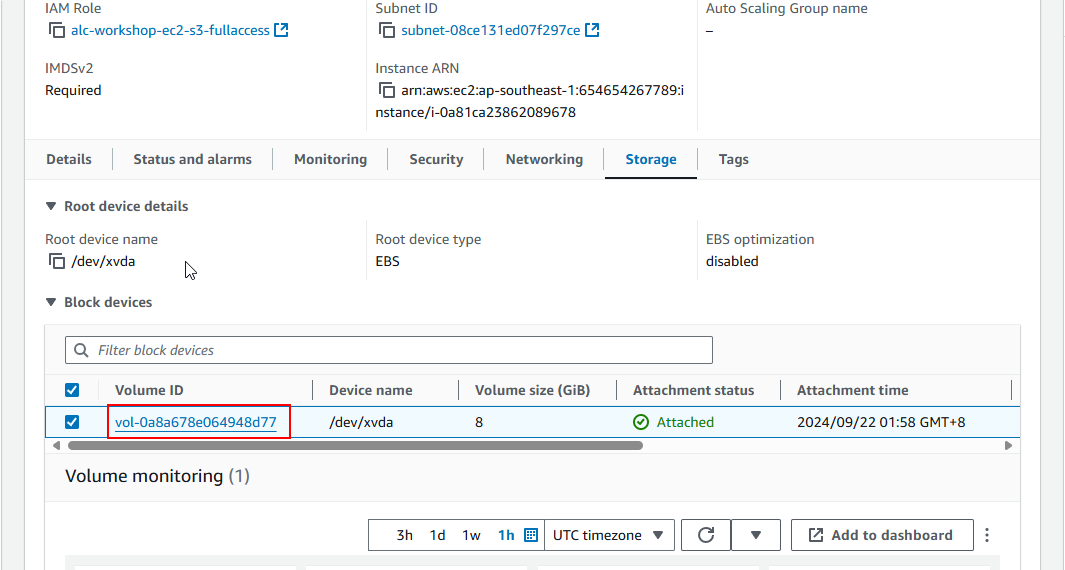 IAM Role
alc-workshop-ec2-s3-fullaccess
Subnet ID
subnet-08ce131ed07f297ce
Auto Scaling Group name
–
IMDSv2
Required
Instance ARN
arn:aws:ec2:ap-southeast-1:654654267789:i
nstance/i-0a81ca23862089678
Details Status and alarms Monitoring Security Networking Storage Tags
Root device details
Root device name
/dev/xvda
Root device type
EBS
EBS optimization
disabled
Block devices
Filter block devices
Volume ID Device name Volume size (GiB) Attachment status Attachment time
vol-0a8a678e064948d77 /dev/xvda 8 Attached 2024/09/22 01:58 GMT+8
Volume monitoring (1)
3h 1d 1w 1h UTC timezone Add to dashboard